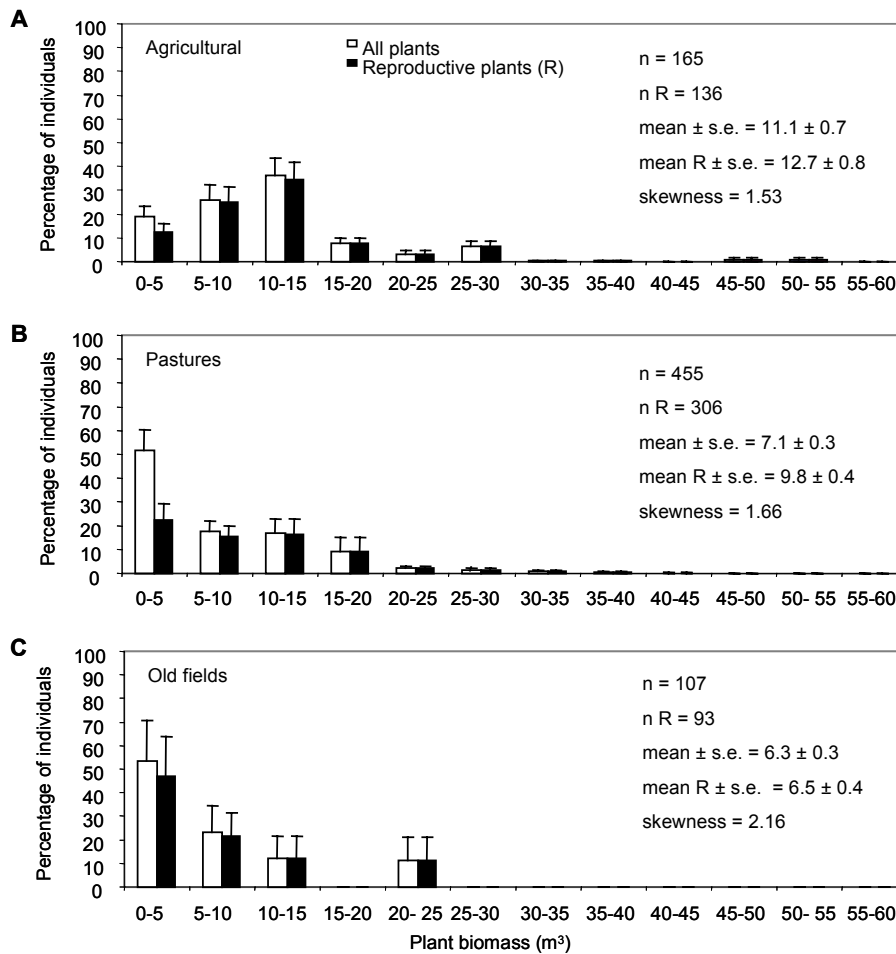 A
Percentage of individuals
100
90
80
70
60
50
40
30
20
10
0
Agricultural
All plants
Reproductive plants (R)
n = 165
n R = 136
mean ± s.e. = 11.1 ± 0.7
mean R ± s.e. = 12.7 ± 0.8
skewness = 1.53
0-5 5-10 10-15 15-20 20-25 25-30 30-35 35-40 40-45 45-50 50- 55 55-60
B
Percentage of individuals
100
90
80
70
60
50
40
30
20
10
0
Pastures
n = 455
n R = 306
mean ± s.e. = 7.1 ± 0.3
mean R ± s.e. = 9.8 ± 0.4
skewness = 1.66
0-5 5-10 10-15 15-20 20-25 25-30 30-35 35-40 40-45 45-50 50- 55 55-60
C
Percentage of individuals
100
90
80
70
60
50
40
30
20
10
0
Old fields
n = 107
n R = 93
mean ± s.e. = 6.3 ± 0.3
mean R ± s.e. = 6.5 ± 0.4
skewness = 2.16
0-5 5-10 10-15 15-20 20- 25 25-30 30-35 35-40 40-45 45-50 50- 55 55-60
Plant biomass (m³)